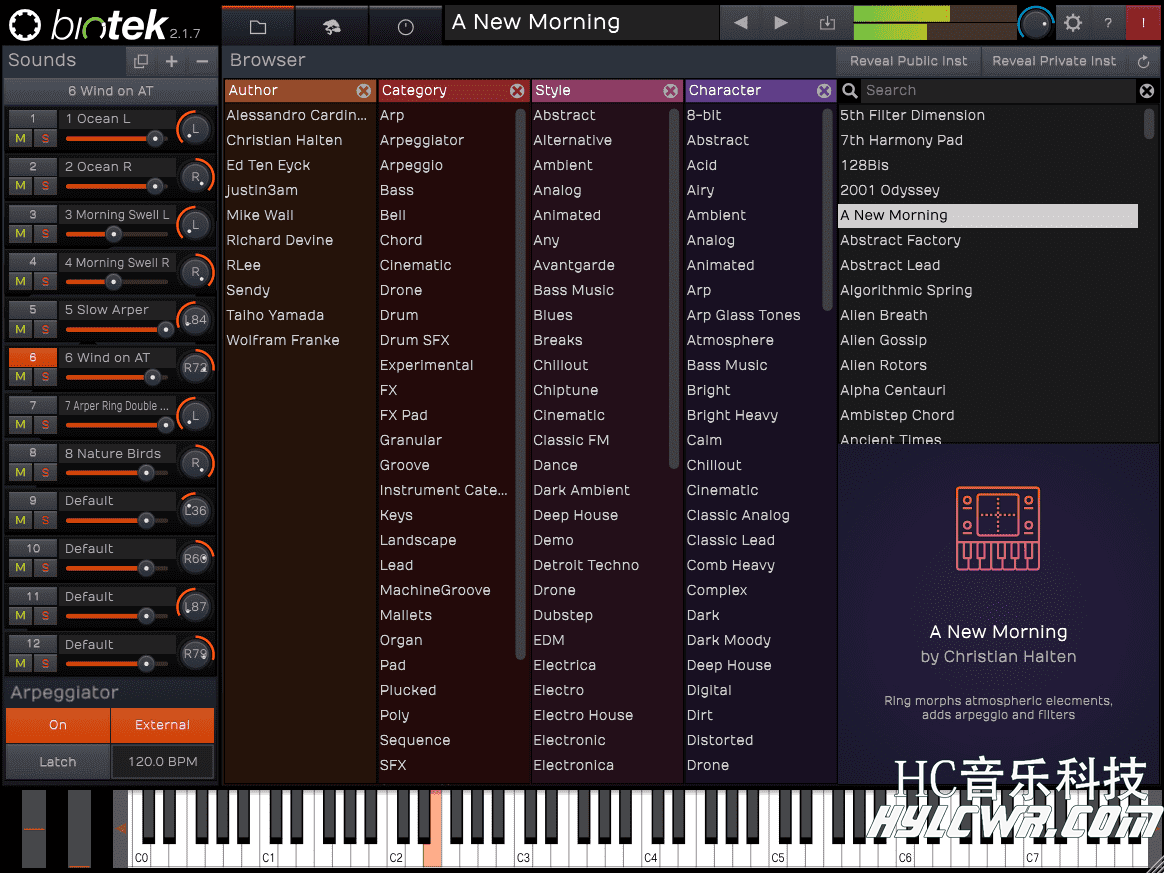 biotek 2.1.7
A New Morning
?
!
Sounds
6 Wind on AT
1
1 Ocean L
M S
L
2
2 Ocean R
M S
R
3
3 Morning Swell L
M S
L
4
4 Morning Swell R
M S
R
5
5 Slow Arper
M S
L84
6
6 Wind on AT
M S
R72
7
7 Arper Ring Double ...
M S
L
8
8 Nature Birds
M S
R
9
Default
M S
L36
10
Default
M S
R60
11
Default
M S
L87
12
Default
M S
R79
Arpeggiator
On
External
Latch
120.0 BPM
Browser
Reveal Public Inst
Reveal Private Inst
Author
Alessandro Cardin...
Christian Halten
Ed Ten Eyck
justin3am
Mike Wall
Richard Devine
RLee
Sendy
Taiho Yamada
Wolfram Franke
Category
Arp
Arpeggiator
Arpeggio
Bass
Bell
Chord
Cinematic
Drone
Drum
Drum SFX
Experimental
FX
FX Pad
Granular
Groove
Instrument Cate...
Keys
Landscape
Lead
MachineGroove
Mallets
Organ
Pad
Plucked
Poly
Sequence
SFX
Style
Abstract
Alternative
Ambient
Analog
Animated
Any
Avantgarde
Bass Music
Blues
Breaks
Chillout
Chiptune
Cinematic
Classic FM
Dance
Dark Ambient
Deep House
Demo
Detroit Techno
Drone
Dubstep
EDM
Electrica
Electro
Electro House
Electronic
Electronica
Character
8-bit
Abstract
Acid
Airy
Ambient
Analog
Animated
Arp
Arp Glass Tones
Atmosphere
Bass Music
Bright
Bright Heavy
Calm
Chillout
Cinematic
Classic Analog
Classic Lead
Comb Heavy
Complex
Dark
Dark Moody
Deep House
Digital
Dirt
Distorted
Drone
Search
5th Filter Dimension
7th Harmony Pad
128Bis
2001 Odyssey
A New Morning
Abstract Factory
Abstract Lead
Algorithmic Spring
Alien Breath
Alien Gossip
Alien Rotors
Alpha Centauri
Ambistep Chord
Ancient Times
A New Morning
by Christian Halten
Ring morphs atmospheric elecments,
adds arpeggio and filters
HC音乐科技
HYLCWR.COM
C0 C1 C2 C3 C4 C5 C6 C7